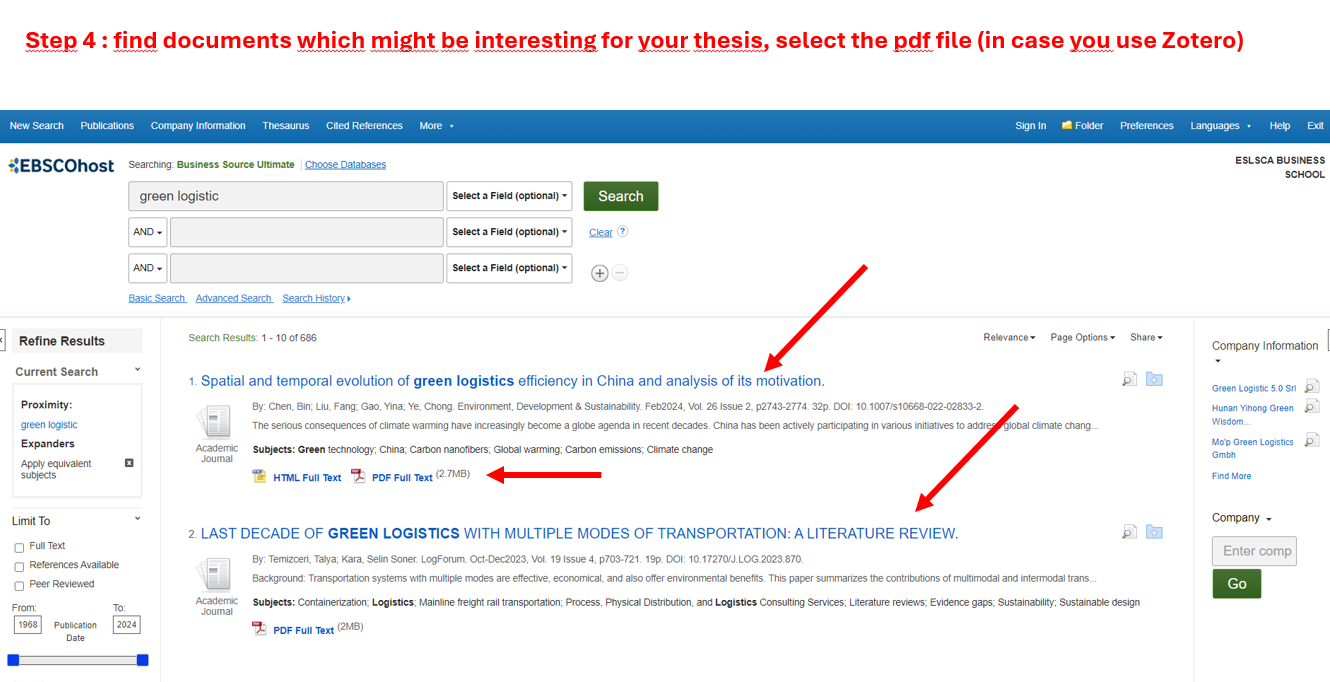 Step 4 : find documents which might be interesting for your thesis, select the pdf file (in case you use Zotero)
New Search Publications Company Information Thesaurus Cited References More Sign In Folder Preferences Languages Help Exit
EBSCOhost Searching: Business Source Ultimate Choose Databases ESLSCA BUSINESS SCHOOL
green logistic Select a Field (optional) Search
AND Select a Field (optional) Clear ?
AND Select a Field (optional) + −
Basic Search Advanced Search Search History
Refine Results
Current Search
Proximity:
green logistic
Expanders
Apply equivalent
subjects
Limit To
Full Text
References Available
Peer Reviewed
From: To:
1968 Publication Date 2024
Search Results: 1 - 10 of 686 Relevance Page Options Share
1. Spatial and temporal evolution of green logistics efficiency in China and analysis of its motivation.
By: Chen, Bin; Liu, Fang; Gao, Yina; Ye, Chong. Environment, Development & Sustainability. Feb2024, Vol. 26 Issue 2, p2743-2774. 32p. DOI: 10.1007/s10668-022-02833-2.
The serious consequences of climate warming have increasingly become a globe agenda in recent decades. China has been actively participating in various initiatives to address global climate chang...
Academic
Journal
Subjects: Green technology; China; Carbon nanofibers; Global warming; Carbon emissions; Climate change
HTML Full Text PDF Full Text (2.7MB)
2. LAST DECADE OF GREEN LOGISTICS WITH MULTIPLE MODES OF TRANSPORTATION: A LITERATURE REVIEW.
By: Temizceri, Talya; Kara, Selin Soner. LogForum. Oct-Dec2023, Vol. 19 Issue 4, p703-721. 19p. DOI: 10.17270/J.LOG.2023.870.
Background: Transportation systems with multiple modes are effective, economical, and also offer environmental benefits. This paper summarizes the contributions of multimodal and intermodal trans...
Academic
Journal
Subjects: Containerization; Logistics; Mainline freight rail transportation; Process, Physical Distribution, and Logistics Consulting Services; Literature reviews; Evidence gaps; Sustainability; Sustainable design
PDF Full Text (2MB)
Company Information
Green Logistic 5.0 Srl
Hunan Yihong Green
Wisdom...
Mo'p Green Logistics
Gmbh
Find More
Company
Enter comp
Go